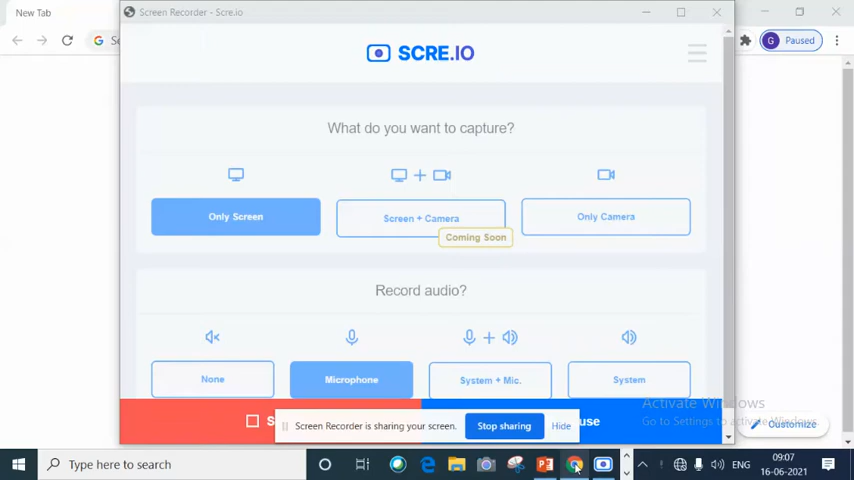 New Tab
Screen Recorder - Scre.io
G
Paused
SCRE.IO
What do you want to capture?
Only Screen
Screen + Camera
Only Camera
Coming Soon
Record audio?
None
Microphone
System + Mic.
System
Activate Windows
Go to Settings to activate Windows.
Screen Recorder is sharing your screen.
Stop sharing
Hide
Customize
Type here to search
ENG
09:07
16-06-2021